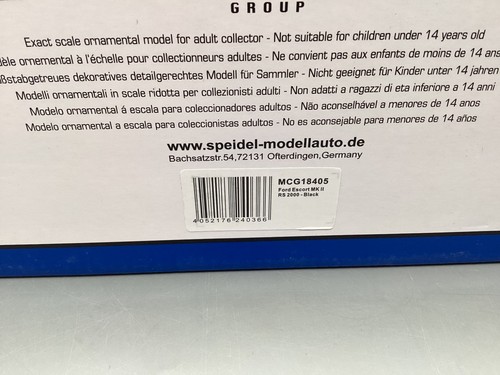 GROUP
Exact scale ornamental model for adult collector - Not suitable for children under 14 years old
èle ornemental à l'échelle pour collectionneurs adultes - Ne convient pas aux enfants de moins de 14 ans
ßstabgetreues dekoratives detailgerechtes Modell für Sammler - Nicht geeignet für Kinder unter 14 jahren
Modelli ornamentali in scale ridotta per collezionisti adulti - Non adatti a ragazzi di eta inferiore a 14 anni
Modelo ornamental á escala para coleccionadores adultos - Não aconselhável a menores de 14 anos
Modelo ornamental a escala para coleccionistas adultos - No es aconsejable para menores de 14 años
www.speidel-modellauto.de
Bachsatzstr.54,72131 Ofterdingen,Germany
MCG18405
Ford Escort MK II
RS 2000 - Black
4 052176 240366